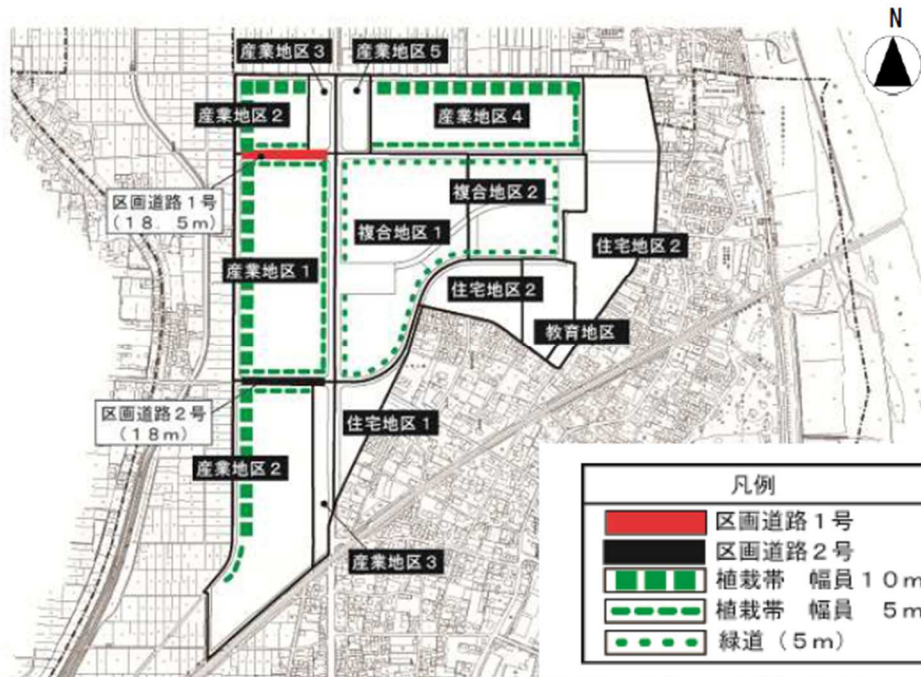 N
産業地区3
産業地区5
産業地区2
産業地区4
区画道路1号
(18.5m)
複合地区2
複合地区1
住宅地区2
産業地区1
住宅地区2
教育地区
区画道路2号
(18m)
住宅地区1
産業地区2
産業地区3
凡例
区画道路1号
区画道路2号
植栽帯 幅員10m
植栽帯 幅員 5m
緑道(5m)